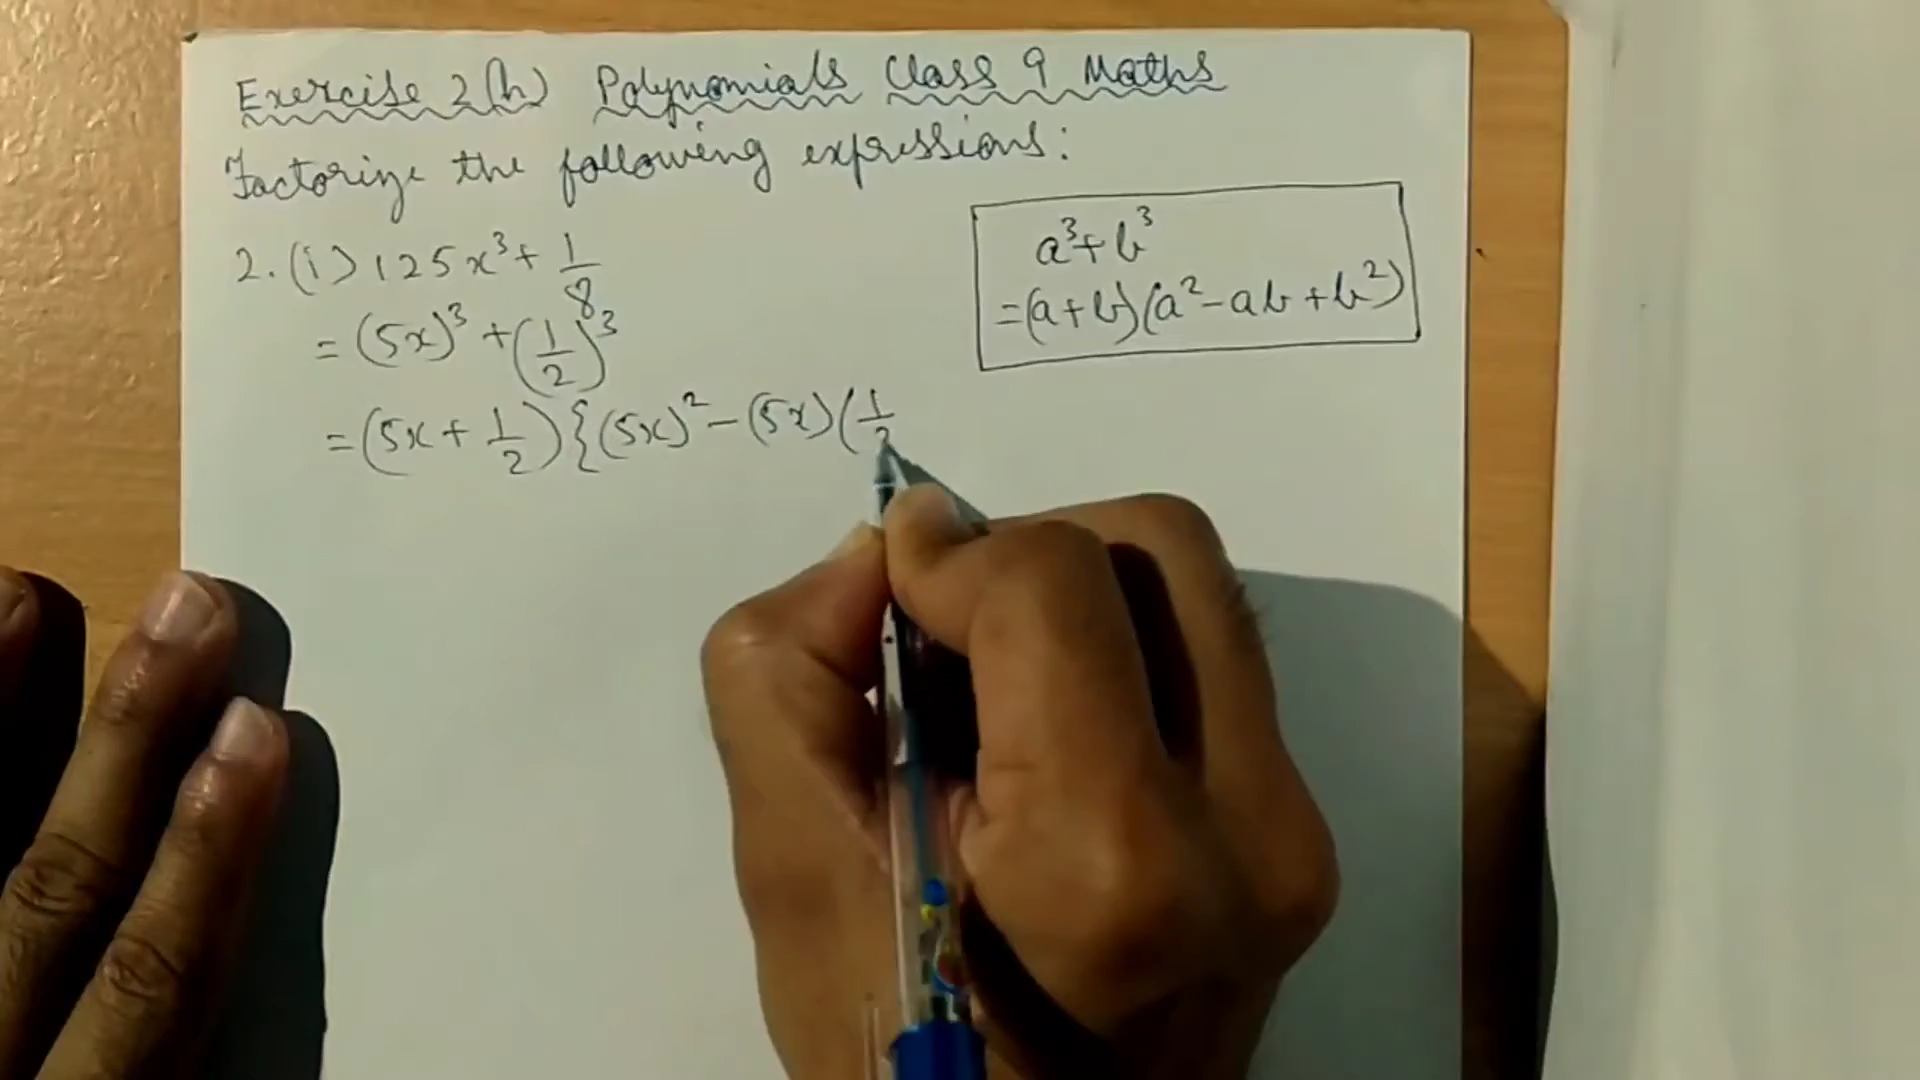 Exercise 2(h) Polynomials Class 9 Maths
Factorize the following expressions:
2. (i) 125x³ + 1/8
= (5x)³ + (1/2)³
= (5x + 1/2) {(5x)² - (5x)(1/2
a³ + b³
= (a + b)(a² - ab + b²)